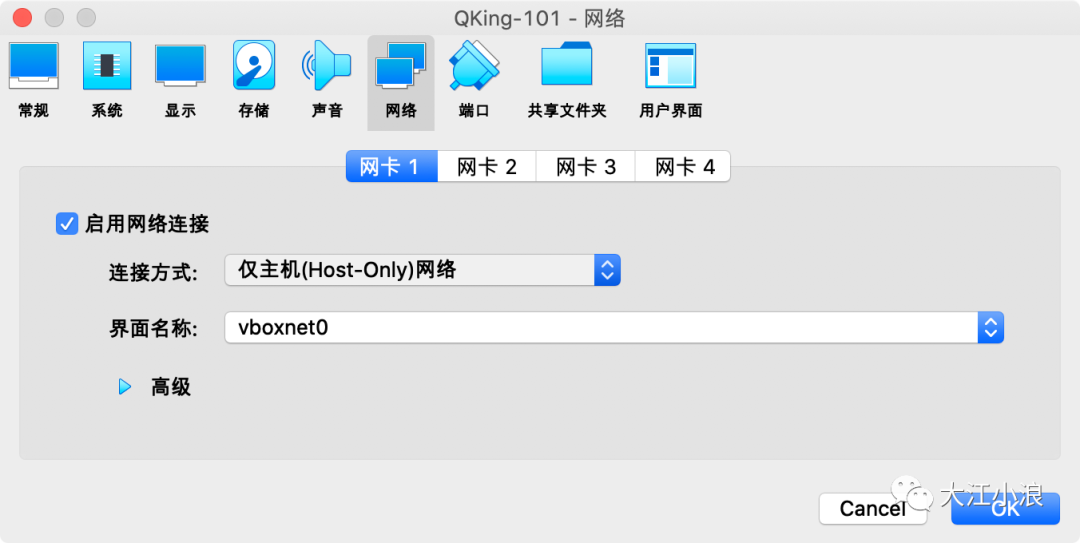 QKing-101 - 网络
常规 系统 显示 存储 声音 网络 端口 共享文件夹 用户界面
网卡 1 网卡 2 网卡 3 网卡 4
启用网络连接
连接方式: 仅主机(Host-Only)网络
界面名称: vboxnet0
高级
大江小浪
Cancel OK